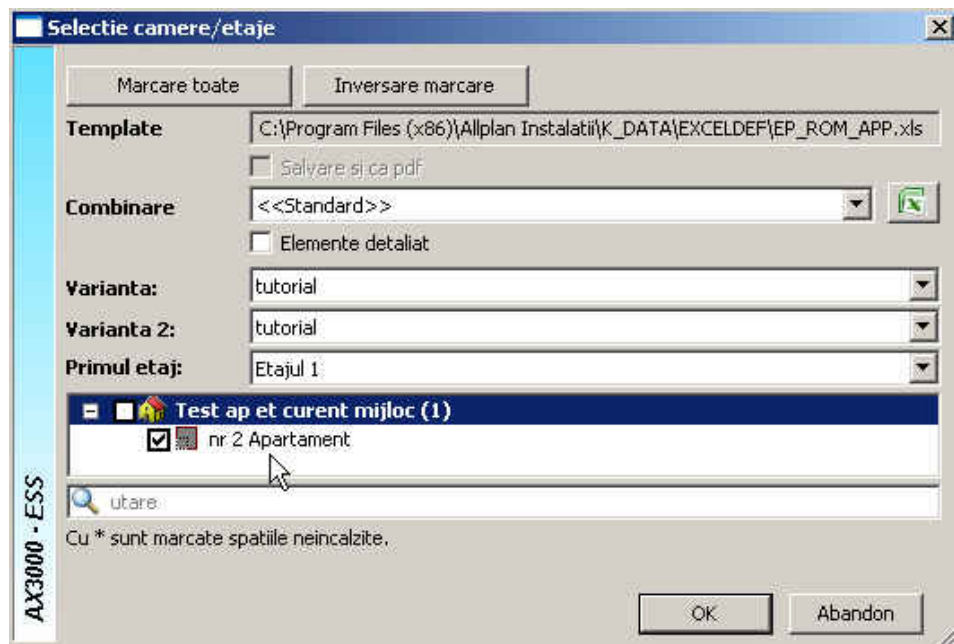 Selectie camere/etaje
Marcare toate Inversare marcare
Template C:\Program Files (x86)\Allplan Instalatii\K_DATA\EXCELDEF\EP_ROM_APP.xls
Salvare si ca pdf
Combinare <<Standard>>
Elemente detaliat
Varianta: tutorial
Varianta 2: tutorial
Primul etaj: Etajul 1
Test ap et curent mijloc (1)
nr 2 Apartament
utare
Cu * sunt marcate spatiile neincalzite.
OK Abandon
AX3000 - ESS